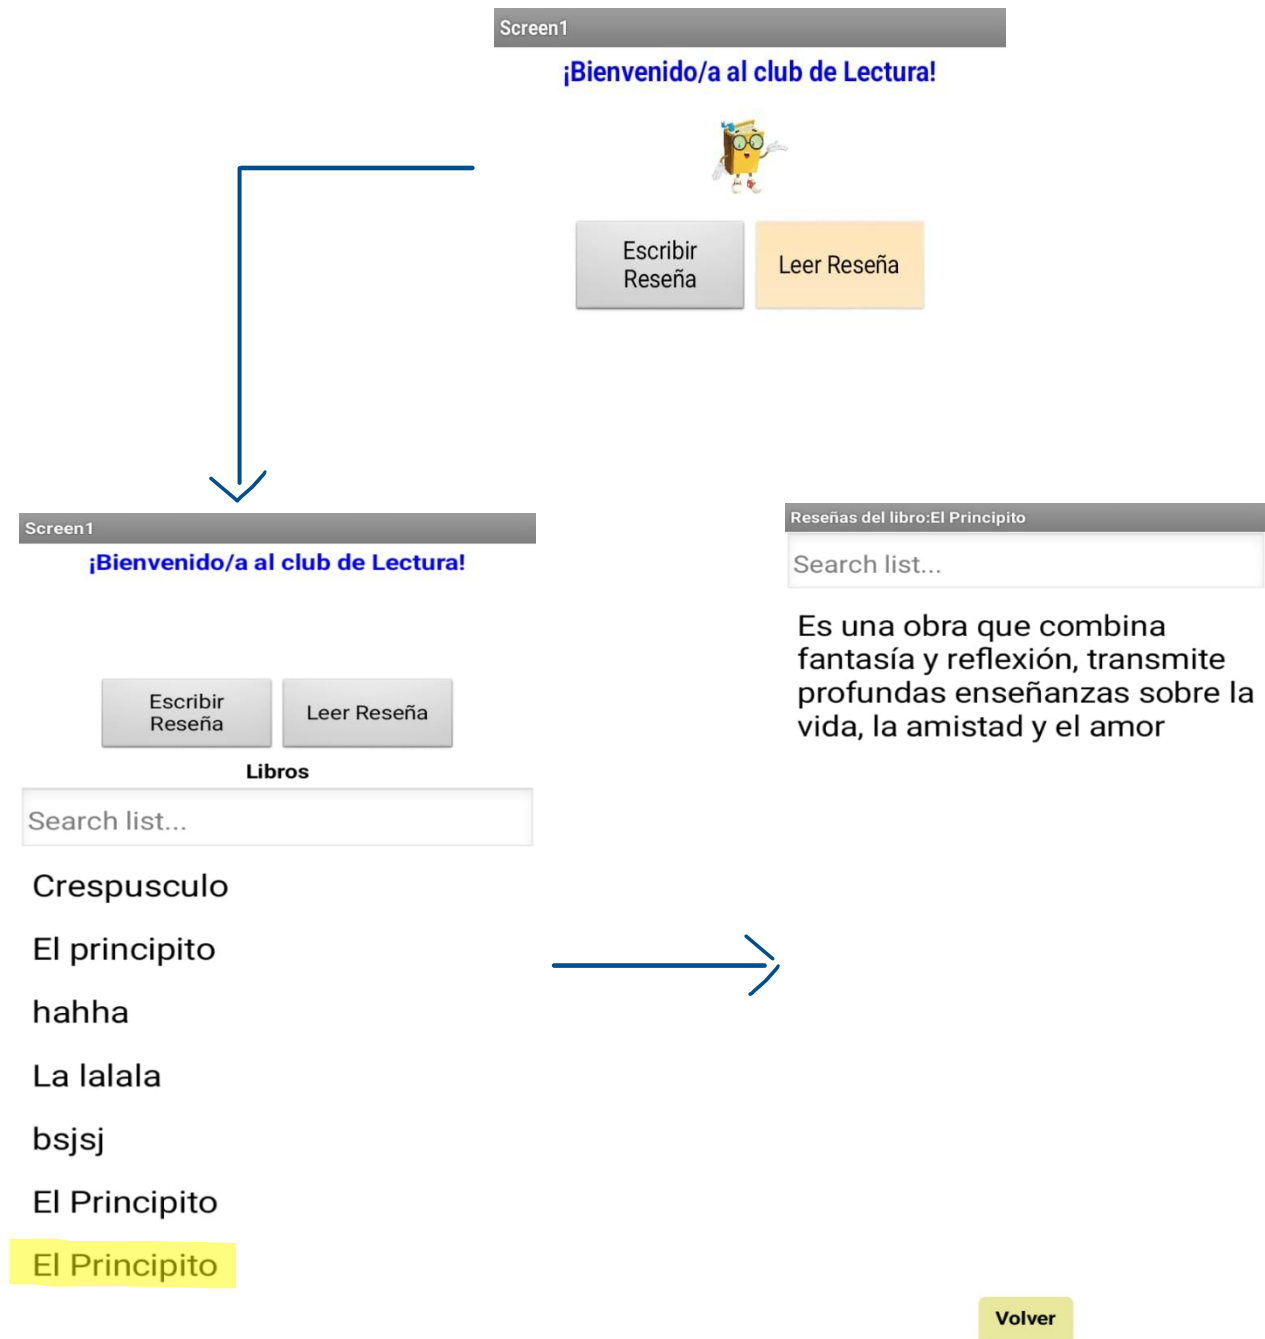 Screen1
¡Bienvenido/a al club de Lectura!
Escribir
Reseña
Leer Reseña
Screen1
¡Bienvenido/a al club de Lectura!
Escribir
Reseña
Leer Reseña
Libros
Search list...
Crespusculo
El principito
hahha
La lalala
bsjsj
El Principito
El Principito
Reseñas del libro:El Principito
Search list...
Es una obra que combina
fantasía y reflexión, transmite
profundas enseñanzas sobre la
vida, la amistad y el amor
Volver